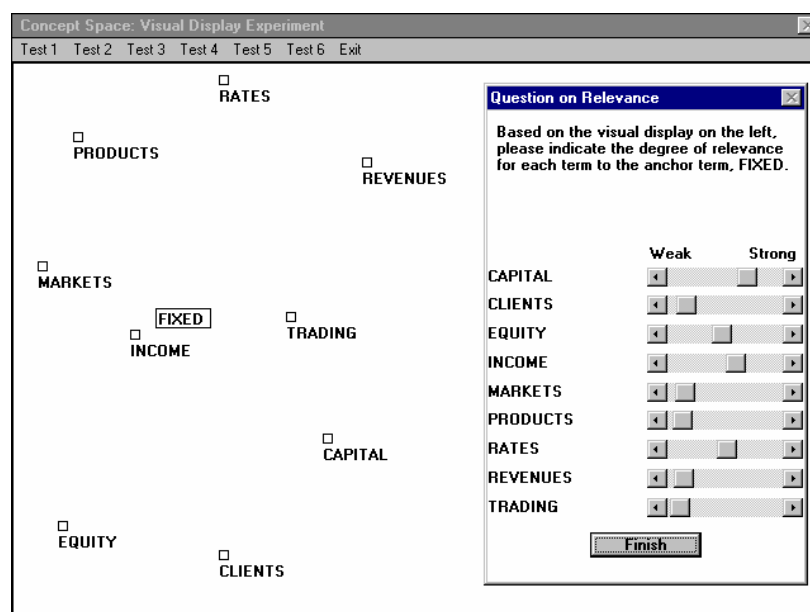 Concept Space: Visual Display Experiment
Test 1 Test 2 Test 3 Test 4 Test 5 Test 6 Exit
RATES
PRODUCTS
REVENUES
MARKETS
FIXED
INCOME
TRADING
CAPITAL
EQUITY
CLIENTS
Question on Relevance
Based on the visual display on the left,
please indicate the degree of relevance
for each term to the anchor term, FIXED.
Weak Strong
CAPITAL
CLIENTS
EQUITY
INCOME
MARKETS
PRODUCTS
RATES
REVENUES
TRADING
Finish